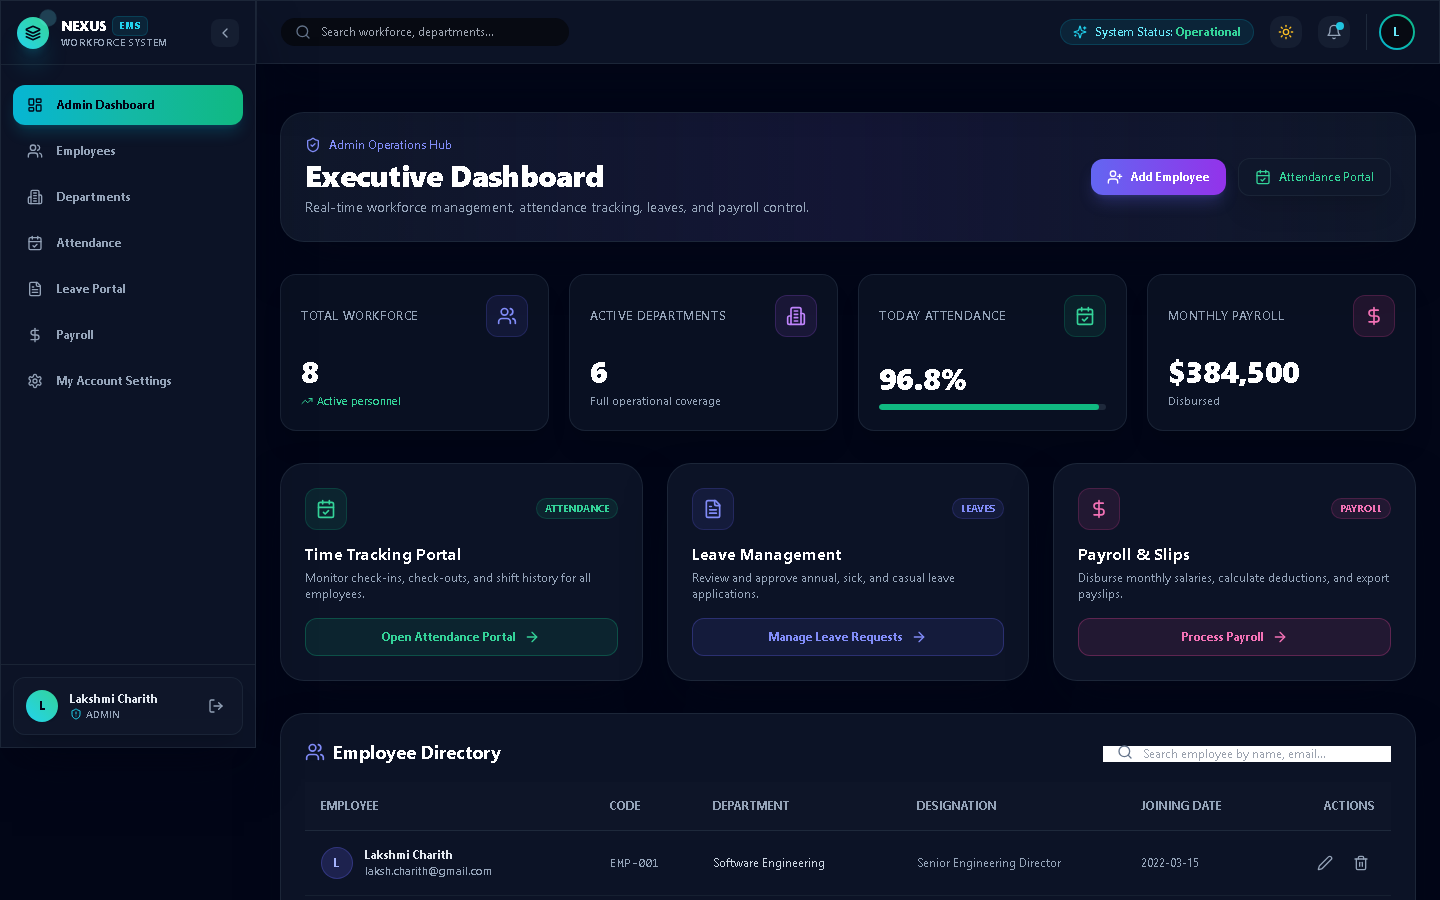 NEXUS EMS
WORKFORCE SYSTEM
Search workforce, departments...
System Status: Operational
L
Admin Dashboard
Employees
Departments
Attendance
Leave Portal
Payroll
My Account Settings
L
Lakshmi Charith
ADMIN
Admin Operations Hub
Executive Dashboard
Real-time workforce management, attendance tracking, leaves, and payroll control.
Add Employee
Attendance Portal
TOTAL WORKFORCE
8
Active personnel
ACTIVE DEPARTMENTS
6
Full operational coverage
TODAY ATTENDANCE
96.8%
MONTHLY PAYROLL
$384,500
Disbursed
ATTENDANCE
Time Tracking Portal
Monitor check-ins, check-outs, and shift history for all
employees.
Open Attendance Portal
LEAVES
Leave Management
Review and approve annual, sick, and casual leave
applications.
Manage Leave Requests
PAYROLL
Payroll & Slips
Disburse monthly salaries, calculate deductions, and export
payslips.
Process Payroll
Employee Directory
Search employee by name, email...
EMPLOYEE CODE DEPARTMENT DESIGNATION JOINING DATE ACTIONS
L
Lakshmi Charith
laksh.charith@gmail.com
EMP-001
Software Engineering
Senior Engineering Director
2022-03-15